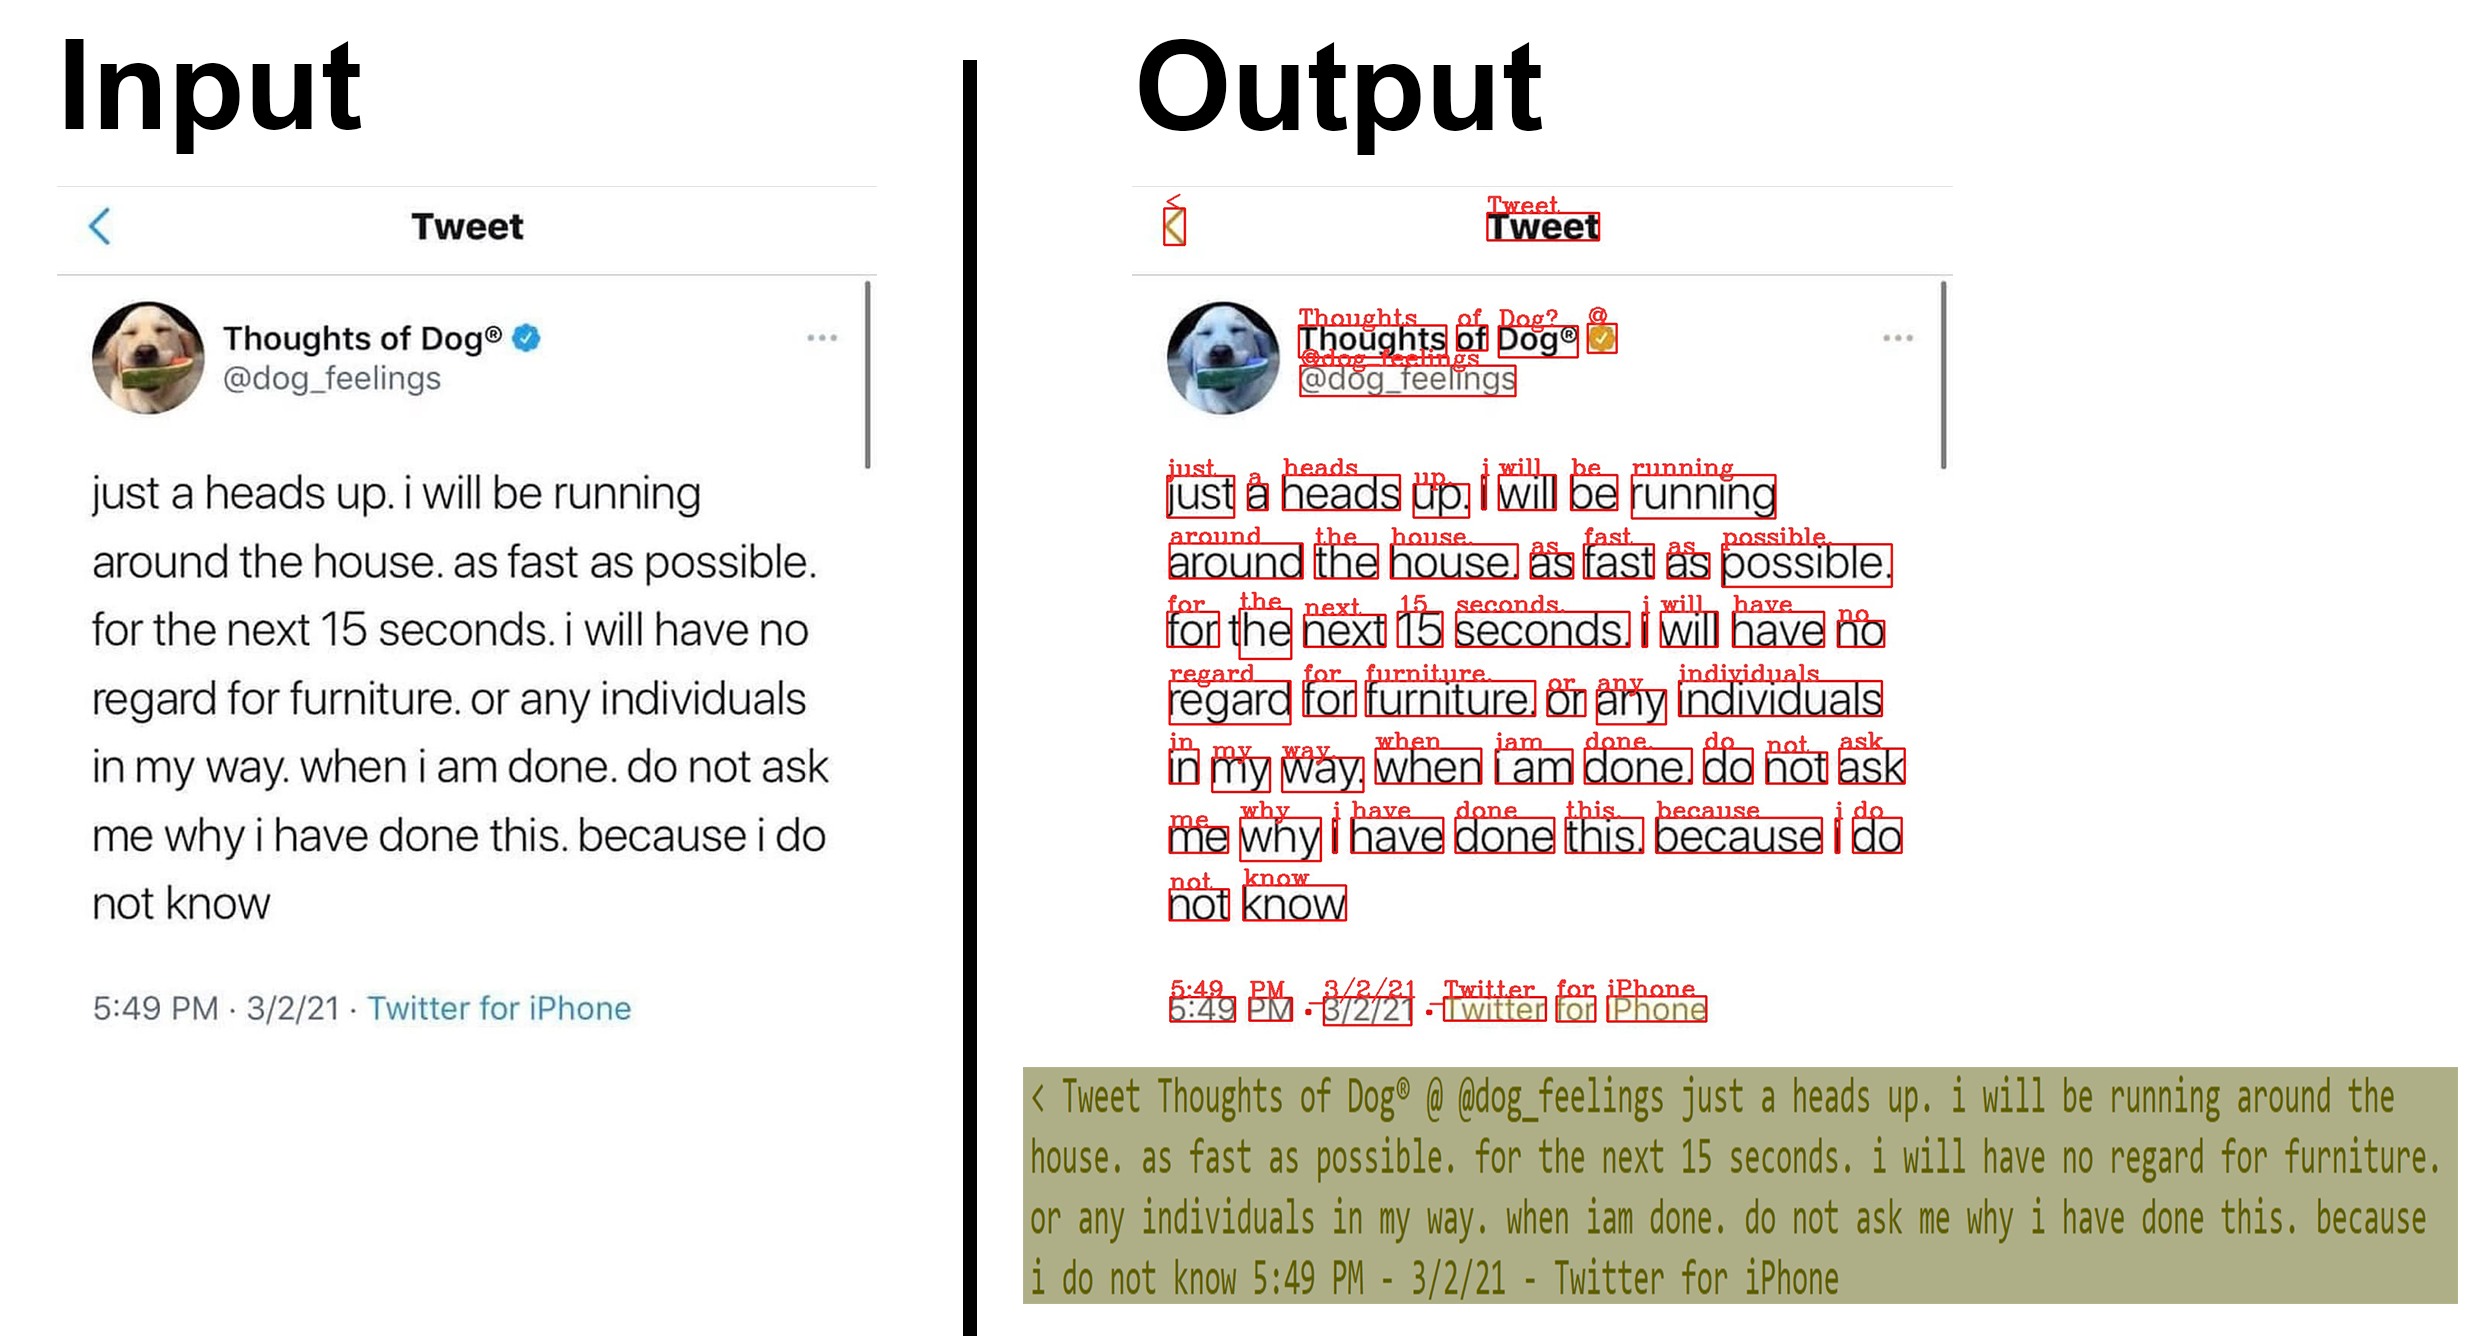 Input
Tweet
Thoughts of Dog®
@dog_feelings
just a heads up. i will be running
around the house. as fast as possible.
for the next 15 seconds. i will have no
regard for furniture. or any individuals
in my way. when i am done. do not ask
me why i have done this. because i do
not know
5:49 PM · 3/2/21 · Twitter for iPhone
Output
<
Tweet
Tweet
Thoughts of Dog? @
Thoughts of Dog®
@dog_feelings
@dog_feelings
just a heads up. i will be running
just a heads up. i will be running
around the house. as fast as possible.
around the house. as fast as possible.
for the next 15 seconds. i will have no
for the next 15 seconds. i will have no
regard for furniture. or any individuals
regard for furniture. or any individuals
in my way. when iam done. do not ask
in my way. when i am done. do not ask
me why i have done this. because i do
me why i have done this. because i do
not know
not know
5:49 PM - 3/2/21 - Twitter for iPhone
5:49 PM · 3/2/21 · Twitter for iPhone
< Tweet Thoughts of Dog® @ @dog_feelings just a heads up. i will be running around the
house. as fast as possible. for the next 15 seconds. i will have no regard for furniture.
or any individuals in my way. when iam done. do not ask me why i have done this. because
i do not know 5:49 PM - 3/2/21 - Twitter for iPhone